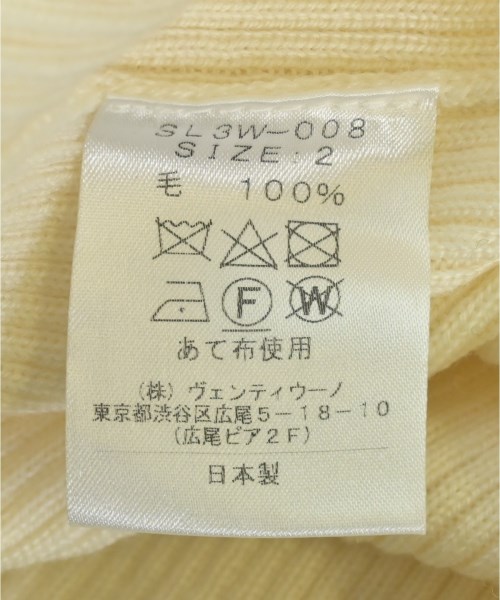 SL3W-008
SIZE:2
毛 100%
F W
あて布使用
(株) ヴェンティウーノ
東京都渋谷区広尾5-18-10
(広尾ピア2F)
日本製